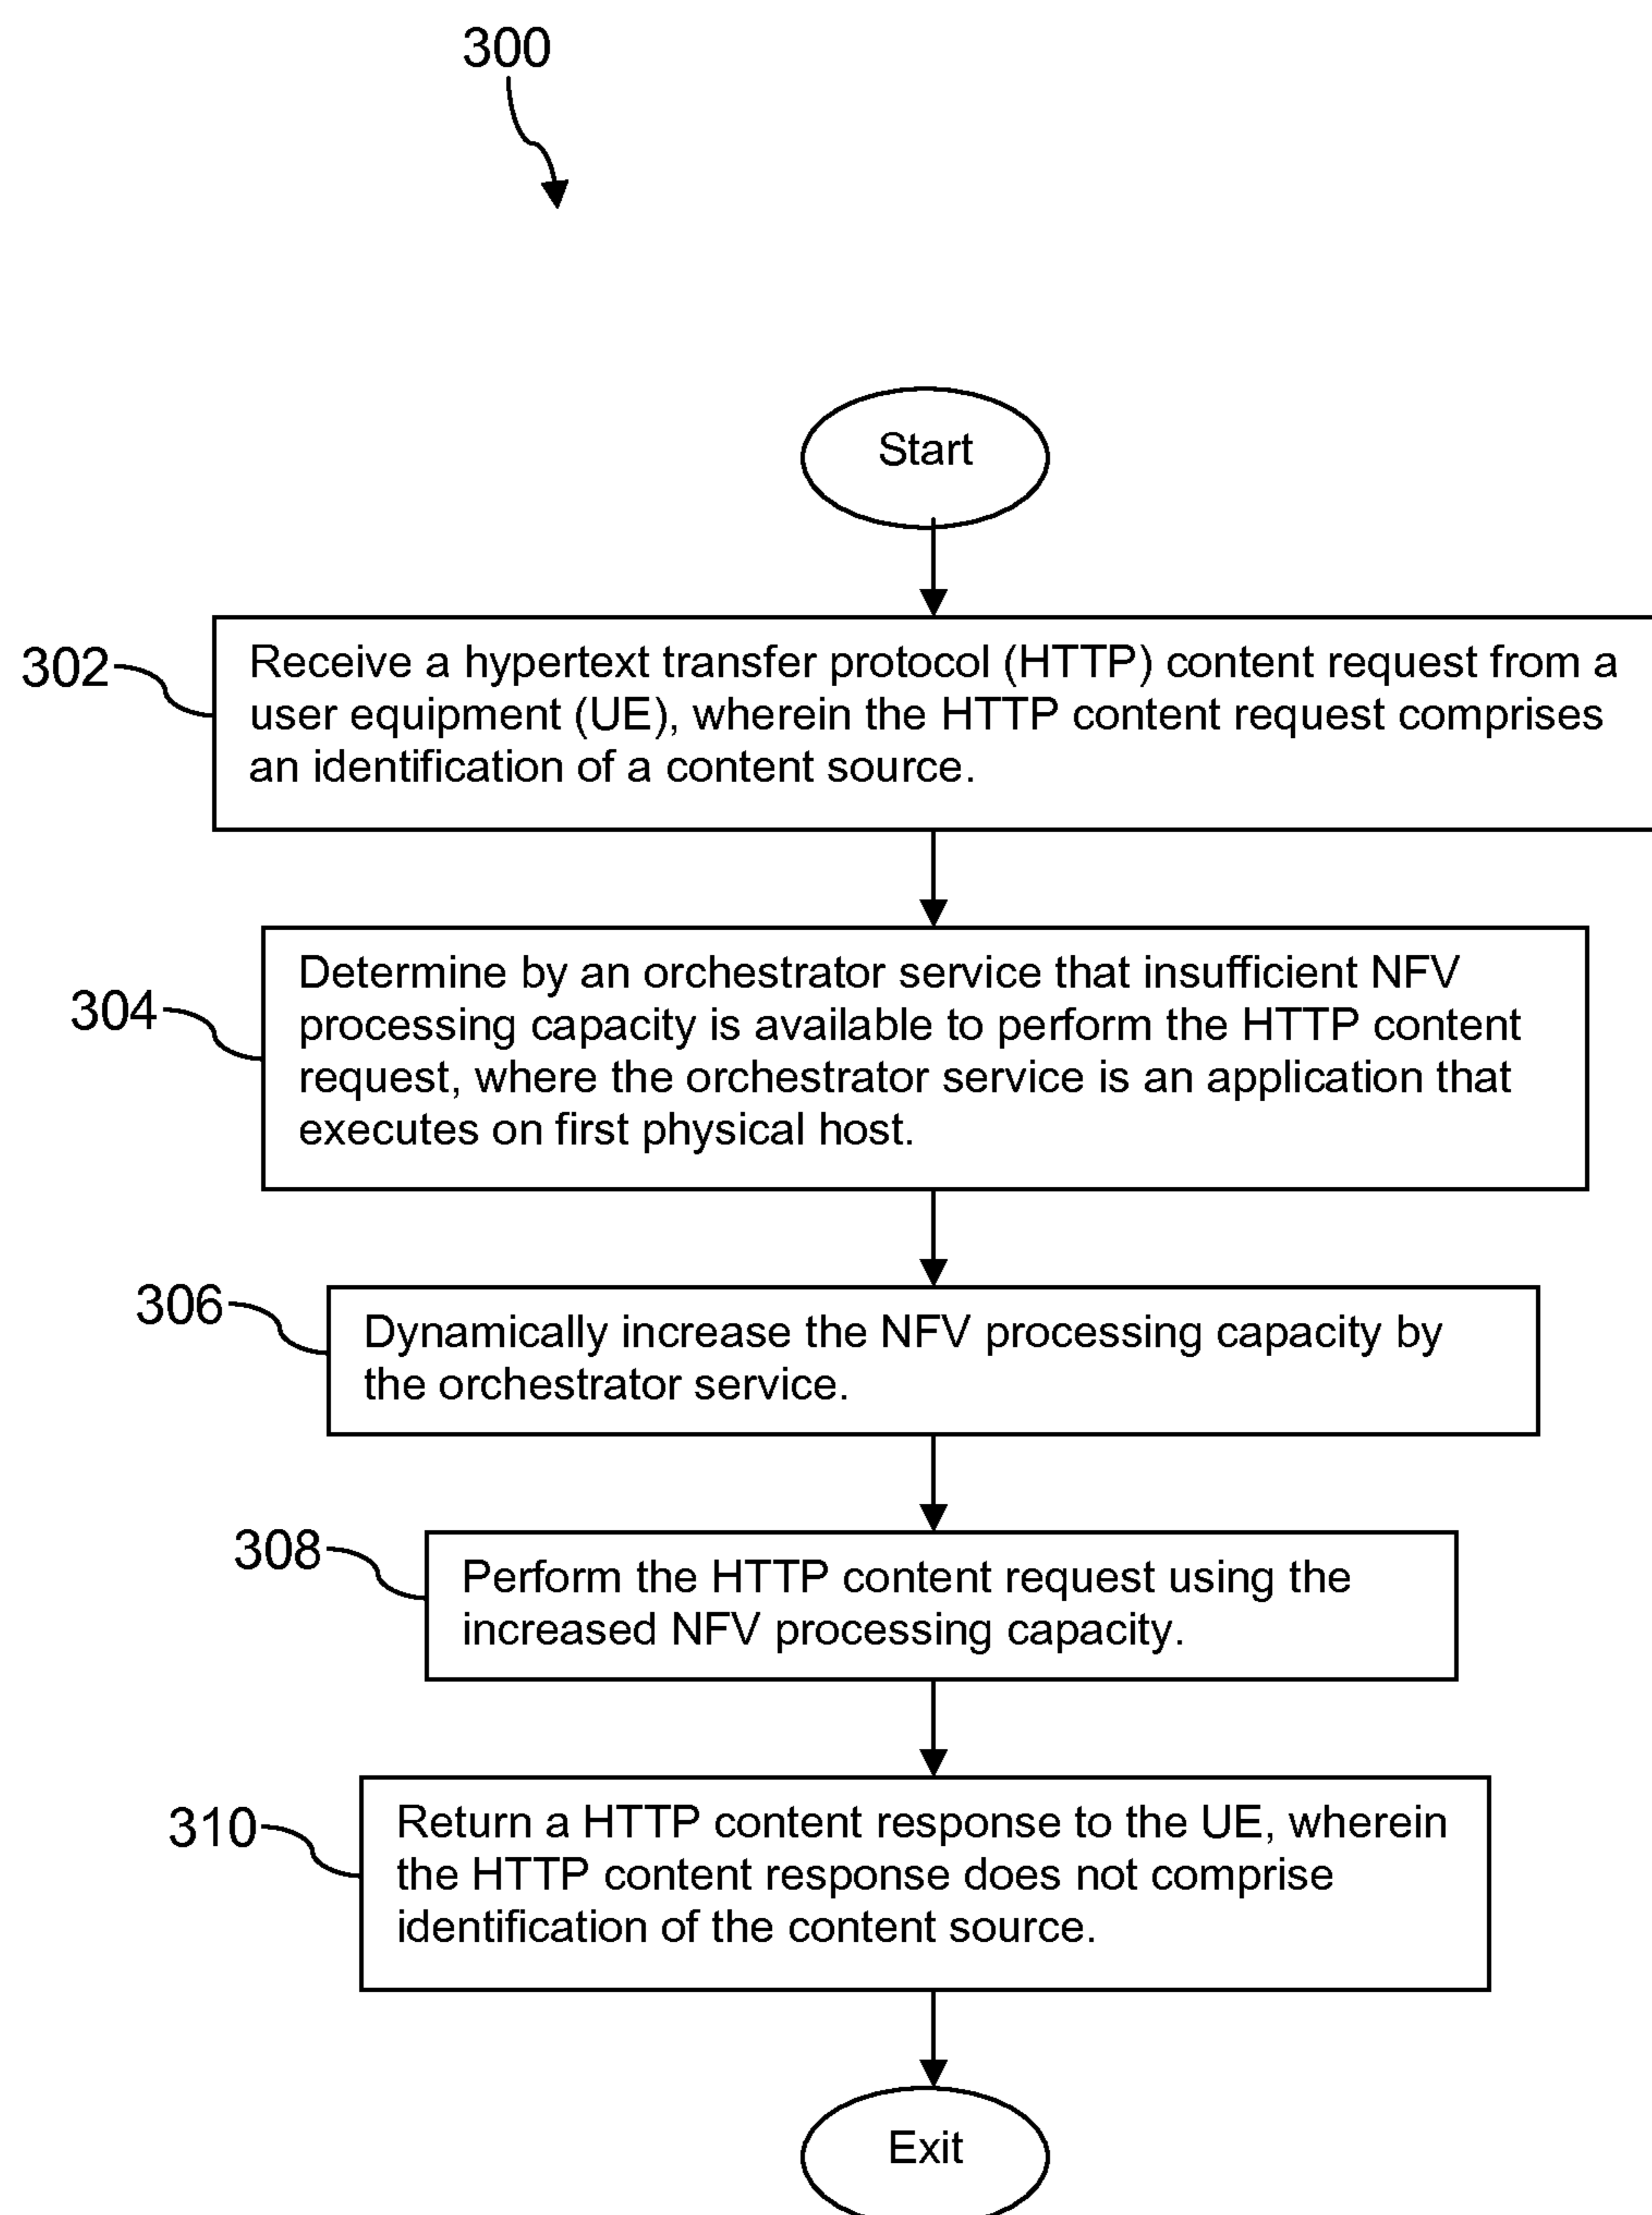 300
Start
302
Receive a hypertext transfer protocol (HTTP) content request from a
user equipment (UE), wherein the HTTP content request comprises
an identification of a content source.
304
Determine by an orchestrator service that insufficient NFV
processing capacity is available to perform the HTTP content
request, where the orchestrator service is an application that
executes on first physical host.
306
Dynamically increase the NFV processing capacity by
the orchestrator service.
308
Perform the HTTP content request using the
increased NFV processing capacity.
310
Return a HTTP content response to the UE, wherein
the HTTP content response does not comprise
identification of the content source.
Exit